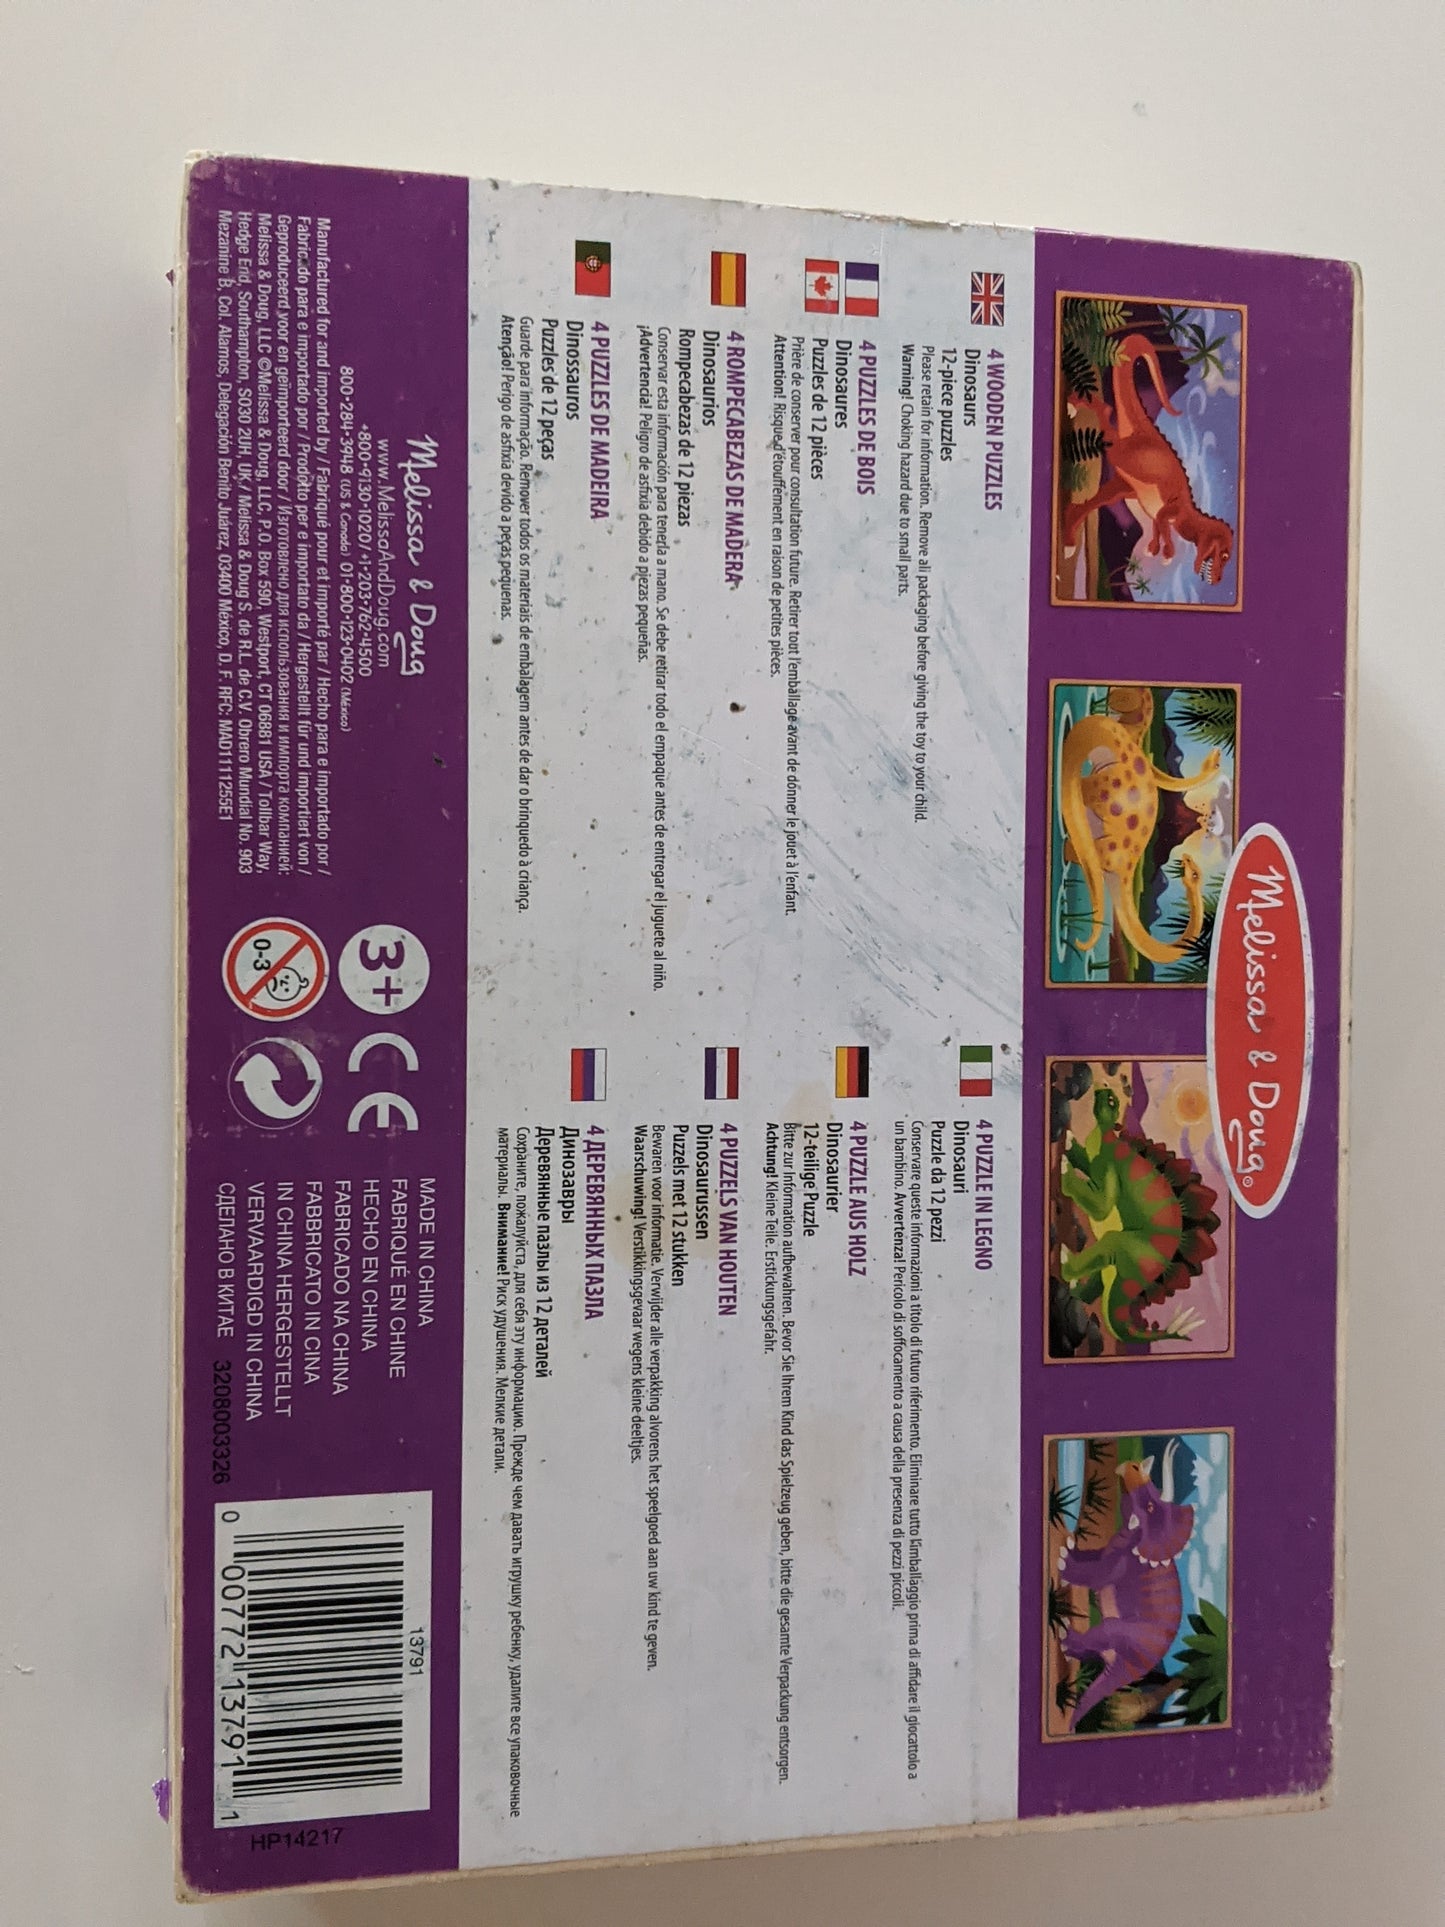 Melissa & Doug®
4 WOODEN PUZZLES
Dinosaurs
12-piece puzzles
Please retain for information. Remove all packaging before giving the toy to your child.
Warning! Choking hazard due to small parts.
4 PUZZLES DE BOIS
Dinosaures
Puzzles de 12 pièces
Prière de conserver pour consultation future. Retirer tout l'emballage avant de donner le jouet à l'enfant.
Attention! Risque d'étouffement en raison de petites pièces.
4 ROMPECABEZAS DE MADERA
Dinosaurios
Rompecabezas de 12 piezas
Conservar esta información para tenerla a mano. Se debe retirar todo el empaque antes de entregar el juguete al niño.
¡Advertencia! Peligro de asfixia debido a piezas pequeñas.
4 PUZZLES DE MADEIRA
Dinossauros
Puzzles de 12 peças
Guarde para informação. Remover todos os materiais de embalagem antes de dar o brinquedo à criança.
Atenção! Perigo de asfixia devido a peças pequenas.
4 PUZZLE IN LEGNO
Dinosauri
Puzzle da 12 pezzi
Conservare queste informazioni a titolo di futuro riferimento. Eliminare tutto l'imballaggio prima di affidare il giocattolo a
un bambino. Avvertenza! Pericolo di soffocamento a causa della presenza di pezzi piccoli.
4 PUZZLE AUS HOLZ
Dinosaurier
12-teilige Puzzle
Bitte zur Information aufbewahren. Bevor Sie Ihrem Kind das Spielzeug geben, bitte die gesamte Verpackung entsorgen.
Achtung! Kleine Teile. Erstickungsgefahr.
4 PUZZELS VAN HOUTEN
Dinosaurussen
Puzzels met 12 stukken
Bewaren voor informatie. Verwijder alle verpakking alvorens het speelgoed aan uw kind te geven.
Waarschuwing! Verstikkingsgevaar wegens kleine deeltjes.
4 ДЕРЕВЯННЫХ ПАЗЛА
Динозавры
Деревянные пазлы из 12 деталей
Сохраните, пожалуйста, для себя эту информацию. Прежде чем давать игрушку ребенку, удалите все упаковочные
материалы. Внимание! Риск удушения. Мелкие детали.
Melissa & Doug
www.MelissaAndDoug.com
+800•9130•1020/ +1•203•762•4500
800•284•3948 (US & Canada) 01•800•123•0402 (México)
Manufactured for and imported by / Fabriqué pour et importé par / Hecho para e importado por /
Fabricado para e importado por / Prodotto per e importato da / Hergestellt für und importiert von /
Geproduceerd voor en geïmporteerd door / Изготовлено для использования и импорта компанией:
Melissa & Doug, LLC ©Melissa & Doug, LLC, P.O. Box 590, Westport, CT 06881 USA / Tollbar Way,
Hedge End, Southampton, SO30 2UH, UK / Melissa & Doug S. de R.L. de C.V. Obrero Mundial No. 903
Mezanine B, Col. Alamos, Delegación Benito Juárez, 03400 México, D. F. RFC: MAD1111255E1
3+ CE
0-3
MADE IN CHINA
FABRIQUÉ EN CHINE
HECHO EN CHINA
FABRICADO NA CHINA
FABBRICATO IN CINA
IN CHINA HERGESTELLT
VERVAARDIGD IN CHINA
СДЕЛАНО В КИТАЕ
3208003326
13791
0 00772 13791 1
HP14217